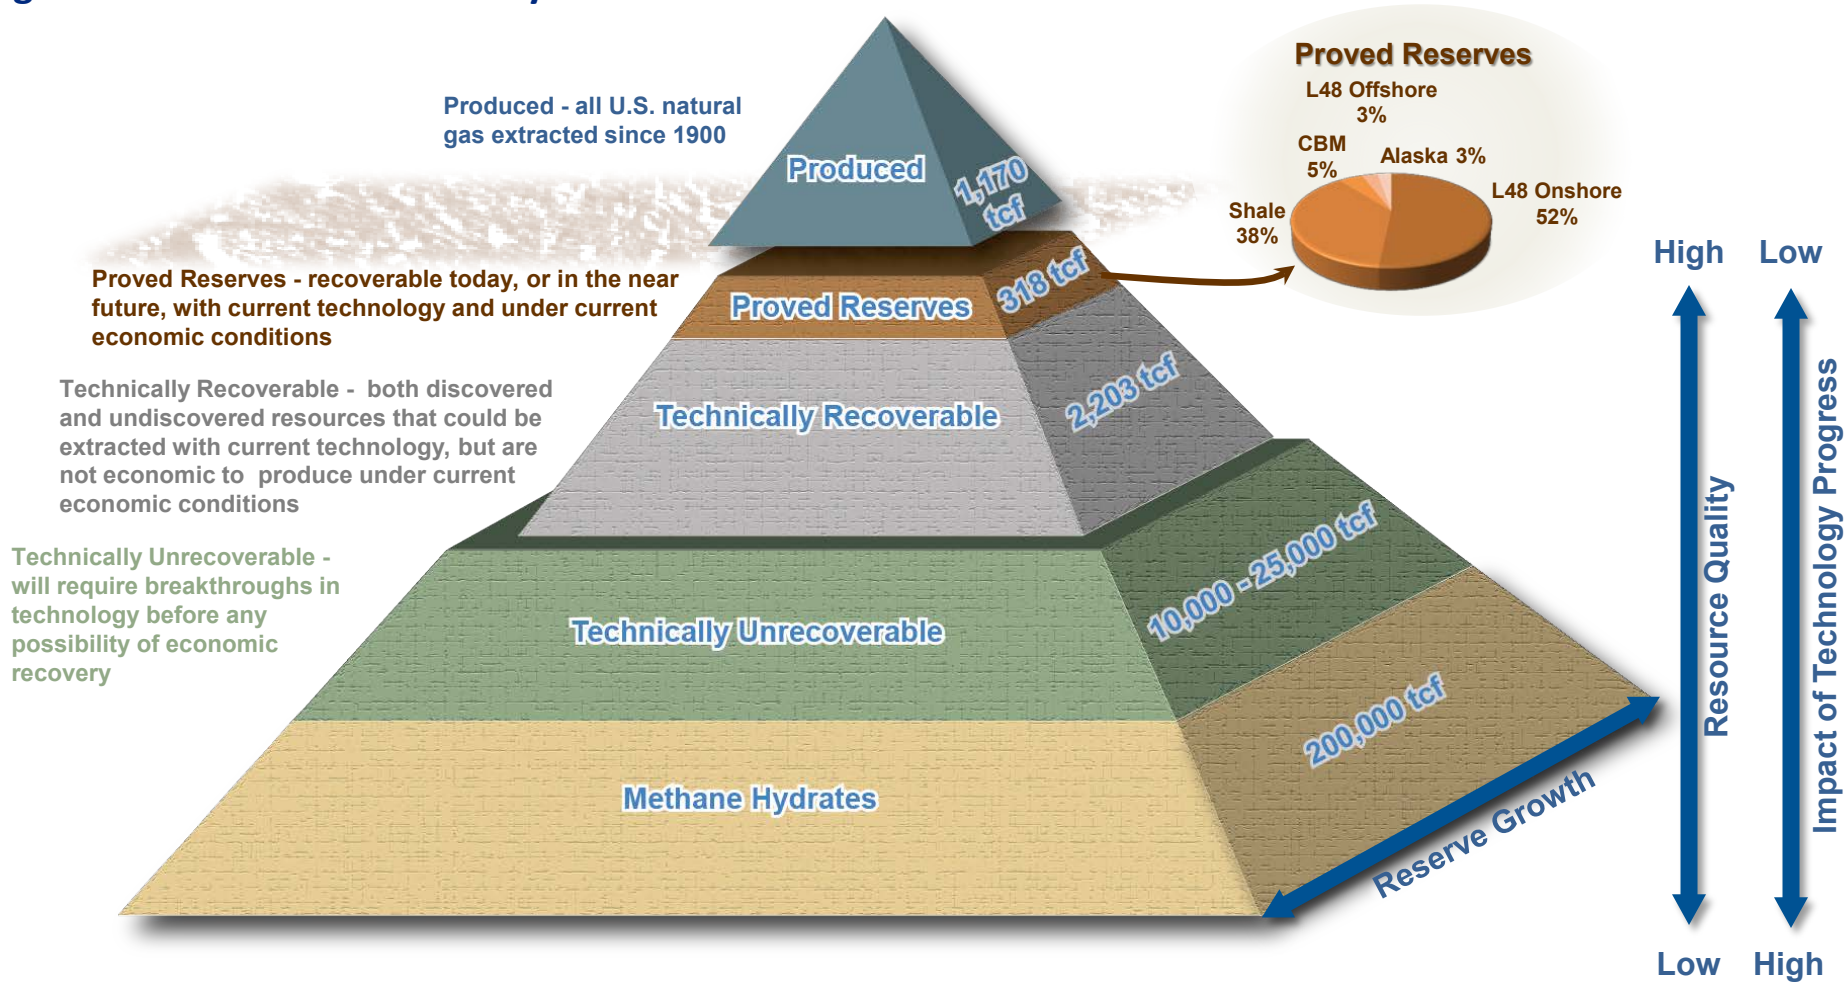 Produced - all U.S. natural
gas extracted since 1900
Produced
1,170
tcf
Proved Reserves
L48 Offshore
3%
CBM
5%
Alaska 3%
L48 Onshore
52%
Shale
38%
Proved Reserves - recoverable today, or in the near
future, with current technology and under current
economic conditions
Proved Reserves
318 tcf
Technically Recoverable - both discovered
and undiscovered resources that could be
extracted with current technology, but are
not economic to produce under current
economic conditions
Technically Recoverable
2,203 tcf
Technically Unrecoverable -
will require breakthroughs in
technology before any
possibility of economic
recovery
Technically Unrecoverable
10,000 - 25,000 tcf
Methane Hydrates
200,000 tcf
Reserve Growth
High
Low
Resource Quality
Impact of Technology Progress
Low
High